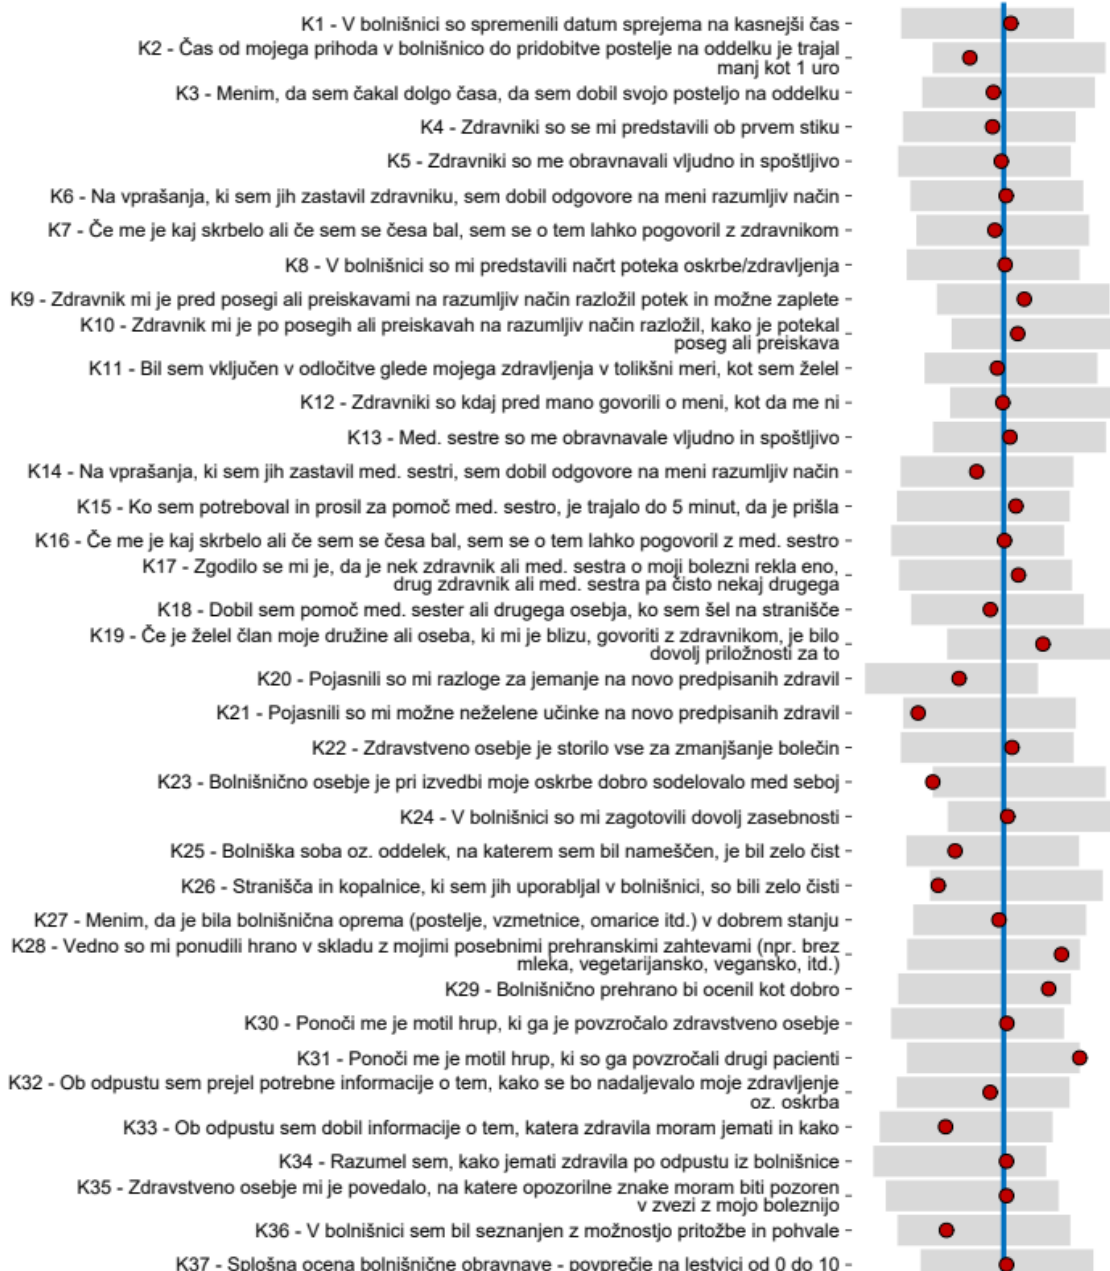 K1 - V bolnišnici so spremenili datum sprejema na kasnejši čas
K2 - Čas od mojega prihoda v bolnišnico do pridobitve postelje na oddelku je trajal
manj kot 1 uro
K3 - Menim, da sem čakal dolgo časa, da sem dobil svojo posteljo na oddelku
K4 - Zdravniki so se mi predstavili ob prvem stiku
K5 - Zdravniki so me obravnavali vljudno in spoštljivo
K6 - Na vprašanja, ki sem jih zastavil zdravniku, sem dobil odgovore na meni razumljiv način
K7 - Če me je kaj skrbelo ali če sem se česa bal, sem se o tem lahko pogovoril z zdravnikom
K8 - V bolnišnici so mi predstavili načrt poteka oskrbe/zdravljenja
K9 - Zdravnik mi je pred posegi ali preiskavami na razumljiv način razložil potek in možne zaplete
K10 - Zdravnik mi je po posegih ali preiskavah na razumljiv način razložil, kako je potekal
poseg ali preiskava
K11 - Bil sem vključen v odločitve glede mojega zdravljenja v tolikšni meri, kot sem želel
K12 - Zdravniki so kdaj pred mano govorili o meni, kot da me ni
K13 - Med. sestre so me obravnavale vljudno in spoštljivo
K14 - Na vprašanja, ki sem jih zastavil med. sestri, sem dobil odgovore na meni razumljiv način
K15 - Ko sem potreboval in prosil za pomoč med. sestro, je trajalo do 5 minut, da je prišla
K16 - Če me je kaj skrbelo ali če sem se česa bal, sem se o tem lahko pogovoril z med. sestro
K17 - Zgodilo se mi je, da je nek zdravnik ali med. sestra o moji bolezni rekla eno,
drug zdravnik ali med. sestra pa čisto nekaj drugega
K18 - Dobil sem pomoč med. sester ali drugega osebja, ko sem šel na stranišče
K19 - Če je želel član moje družine ali oseba, ki mi je blizu, govoriti z zdravnikom, je bilo
dovolj priložnosti za to
K20 - Pojasnili so mi razloge za jemanje na novo predpisanih zdravil
K21 - Pojasnili so mi možne neželene učinke na novo predpisanih zdravil
K22 - Zdravstveno osebje je storilo vse za zmanjšanje bolečin
K23 - Bolnišnično osebje je pri izvedbi moje oskrbe dobro sodelovalo med seboj
K24 - V bolnišnici so mi zagotovili dovolj zasebnosti
K25 - Bolniška soba oz. oddelek, na katerem sem bil nameščen, je bil zelo čist
K26 - Stranišča in kopalnice, ki sem jih uporabljal v bolnišnici, so bili zelo čisti
K27 - Menim, da je bila bolnišnična oprema (postelje, vzmetnice, omarice itd.) v dobrem stanju
K28 - Vedno so mi ponudili hrano v skladu z mojimi posebnimi prehranskimi zahtevami (npr. brez
mleka, vegetarijansko, vegansko, itd.)
K29 - Bolnišnično prehrano bi ocenil kot dobro
K30 - Ponoči me je motil hrup, ki ga je povzročalo zdravstveno osebje
K31 - Ponoči me je motil hrup, ki so ga povzročali drugi pacienti
K32 - Ob odpustu sem prejel potrebne informacije o tem, kako se bo nadaljevalo moje zdravljenje
oz. oskrba
K33 - Ob odpustu sem dobil informacije o tem, katera zdravila moram jemati in kako
K34 - Razumel sem, kako jemati zdravila po odpustu iz bolnišnice
K35 - Zdravstveno osebje mi je povedalo, na katere opozorilne znake moram biti pozoren
v zvezi z mojo boleznijo
K36 - V bolnišnici sem bil seznanjen z možnostjo pritožbe in pohvale
K37 - Splošna ocena bolnišnične obravnave - povprečje na lestvici od 0 do 10